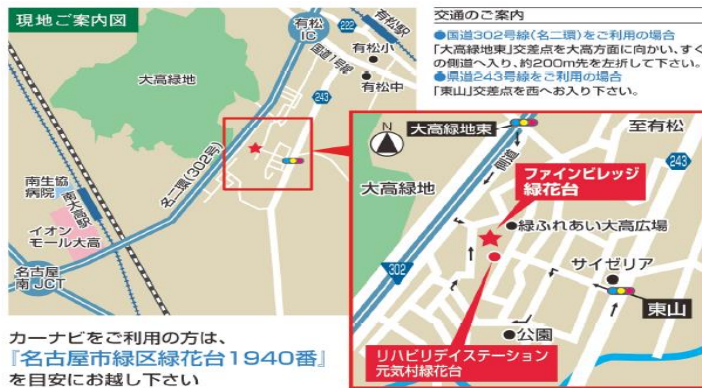 現地ご案内図
有松IC
222
有松駅
国道1号線
有松小
有松中
243
大高緑地
名二環(302号)
南生協病院
南大高駅
イオンモール大高
名古屋南JCT
カーナビをご利用の方は、
『名古屋市緑区緑花台1940番』
を目安にお越し下さい
交通のご案内
●国道302号線(名二環)をご利用の場合
「大高緑地東」交差点を大高方面に向かい、すぐ
の側道へ入り、約200m先を左折して下さい。
●県道243号線をご利用の場合
「東山」交差点を西へお入り下さい。
N
大高緑地東
至有松
側道
243
大高緑地
ファインビレッジ
緑花台
緑ふれあい大高広場
302
サイゼリア
東山
公園
リハビリデイステーション
元気村緑花台